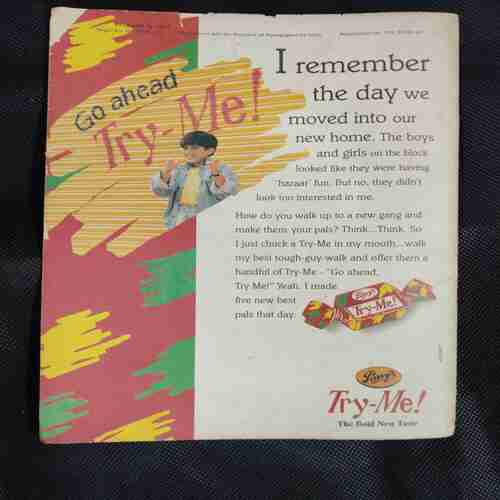 Go ahead
Try-Me!
I remember
the day we
moved into our
new home. The boys
and girls on the block
looked like they were having
'hazaar' fun. But no, they didn't
look too interested in me.
How do you walk up to a new gang and
make them your pals? Think...Think. So
I just chuck a Try-Me in my mouth...walk
my best tough-guy-walk and offer them a
handful of Try-Me - "Go ahead,
Try Me!" Yeah. I made
five new best
pals that day.
Parry's
Try-Me!
Parry's
Try-Me!
The Bold New Taste